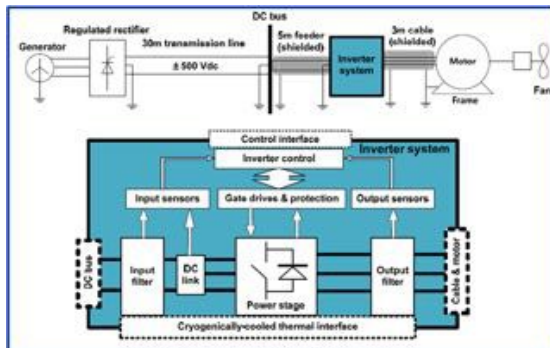 Regulated rectifier
DC bus
Generator
30m transmission line
5m feeder
(shielded)
3m cable
(shielded)
± 500 Vdc
Inverter
system
Motor
Frame
Fan
Control interface
Inverter control
Inverter system
Input sensors
Gate drives & protection
Output sensors
DC bus
Input
filter
DC
link
Power stage
Output
filter
Cable & motor
Cryogenically-cooled thermal interface